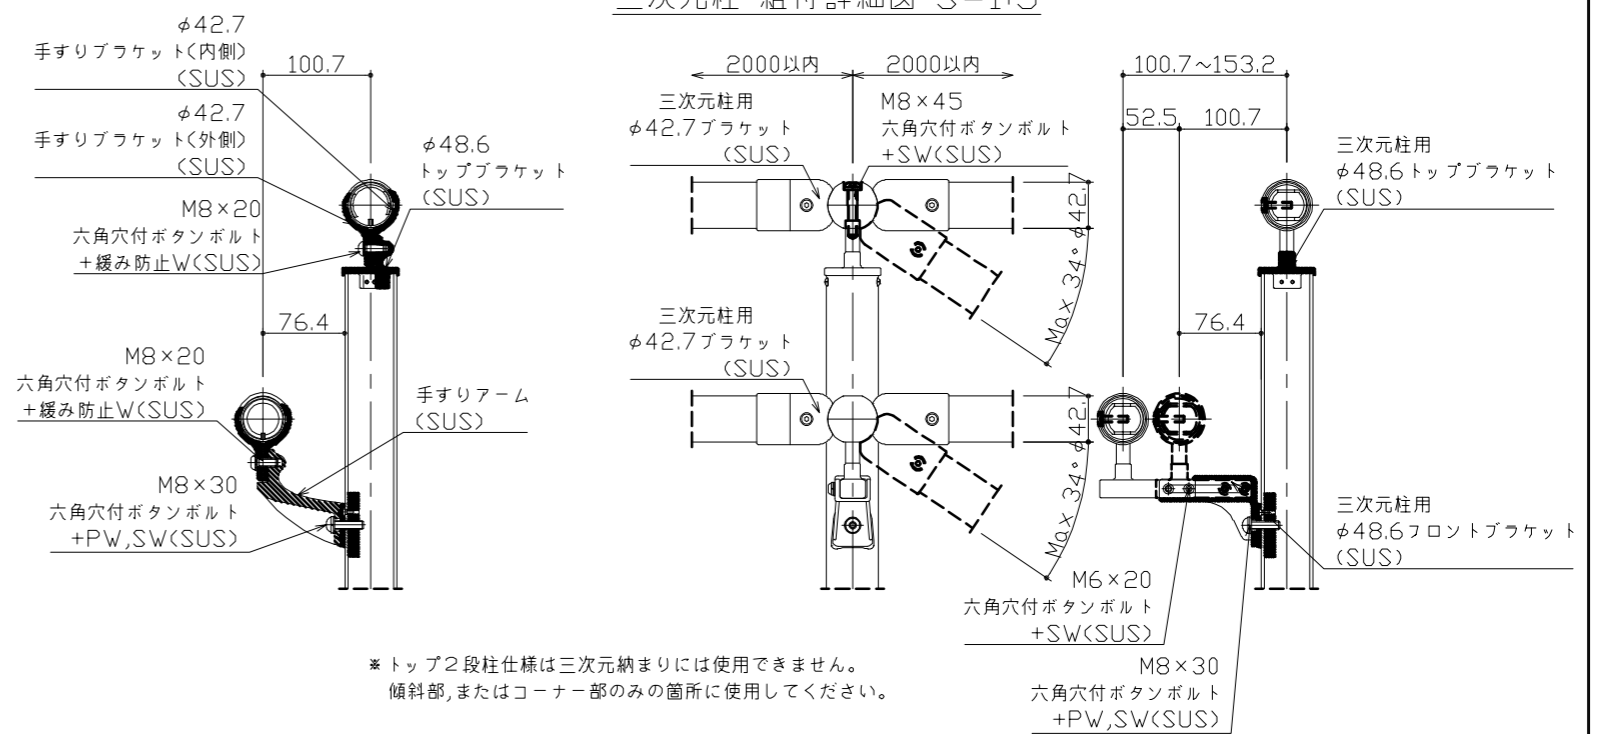 三次元柱 組付詳細図 S-1+S
φ42.7
手すりブラケット(内側)
(SUS)
φ42.7
手すりブラケット(外側)
(SUS)
M8×20
六角穴付ボタンボルト
+緩み防止W(SUS)
100.7
φ48.6
トップブラケット
(SUS)
76.4
M8×20
六角穴付ボタンボルト
+緩み防止W(SUS)
手すりアーム
(SUS)
M8×30
六角穴付ボタンボルト
+PW,SW(SUS)
2000以内
2000以内
三次元柱用
φ42.7ブラケット
(SUS)
M8×45
六角穴付ボタンボルト
+SW(SUS)
φ42.7
Max 34°
三次元柱用
φ42.7ブラケット
(SUS)
φ42.7
Max 34°
100.7~153.2
52.5
100.7
三次元柱用
φ48.6トップブラケット
(SUS)
76.4
三次元柱用
φ48.6フロントブラケット
(SUS)
M6×20
六角穴付ボタンボルト
+SW(SUS)
M8×30
六角穴付ボタンボルト
+PW,SW(SUS)
※トップ2段柱仕様は三次元納まりには使用できません。
傾斜部,またはコーナー部のみの箇所に使用してください。